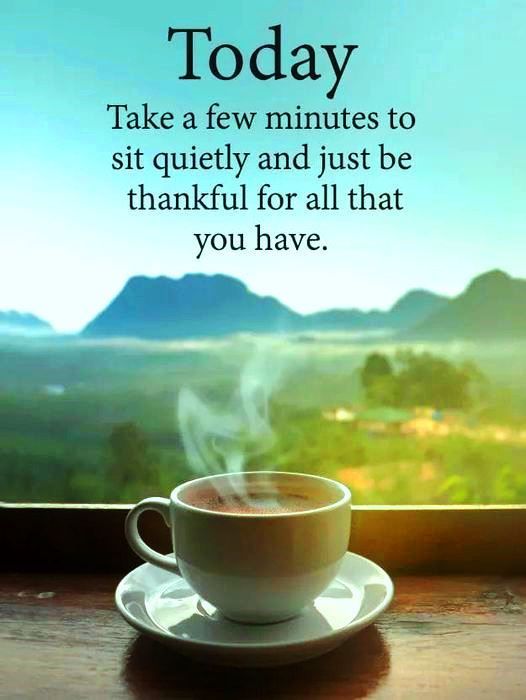 Today
Take a few minutes to
sit quietly and just be
thankful for all that
you have.